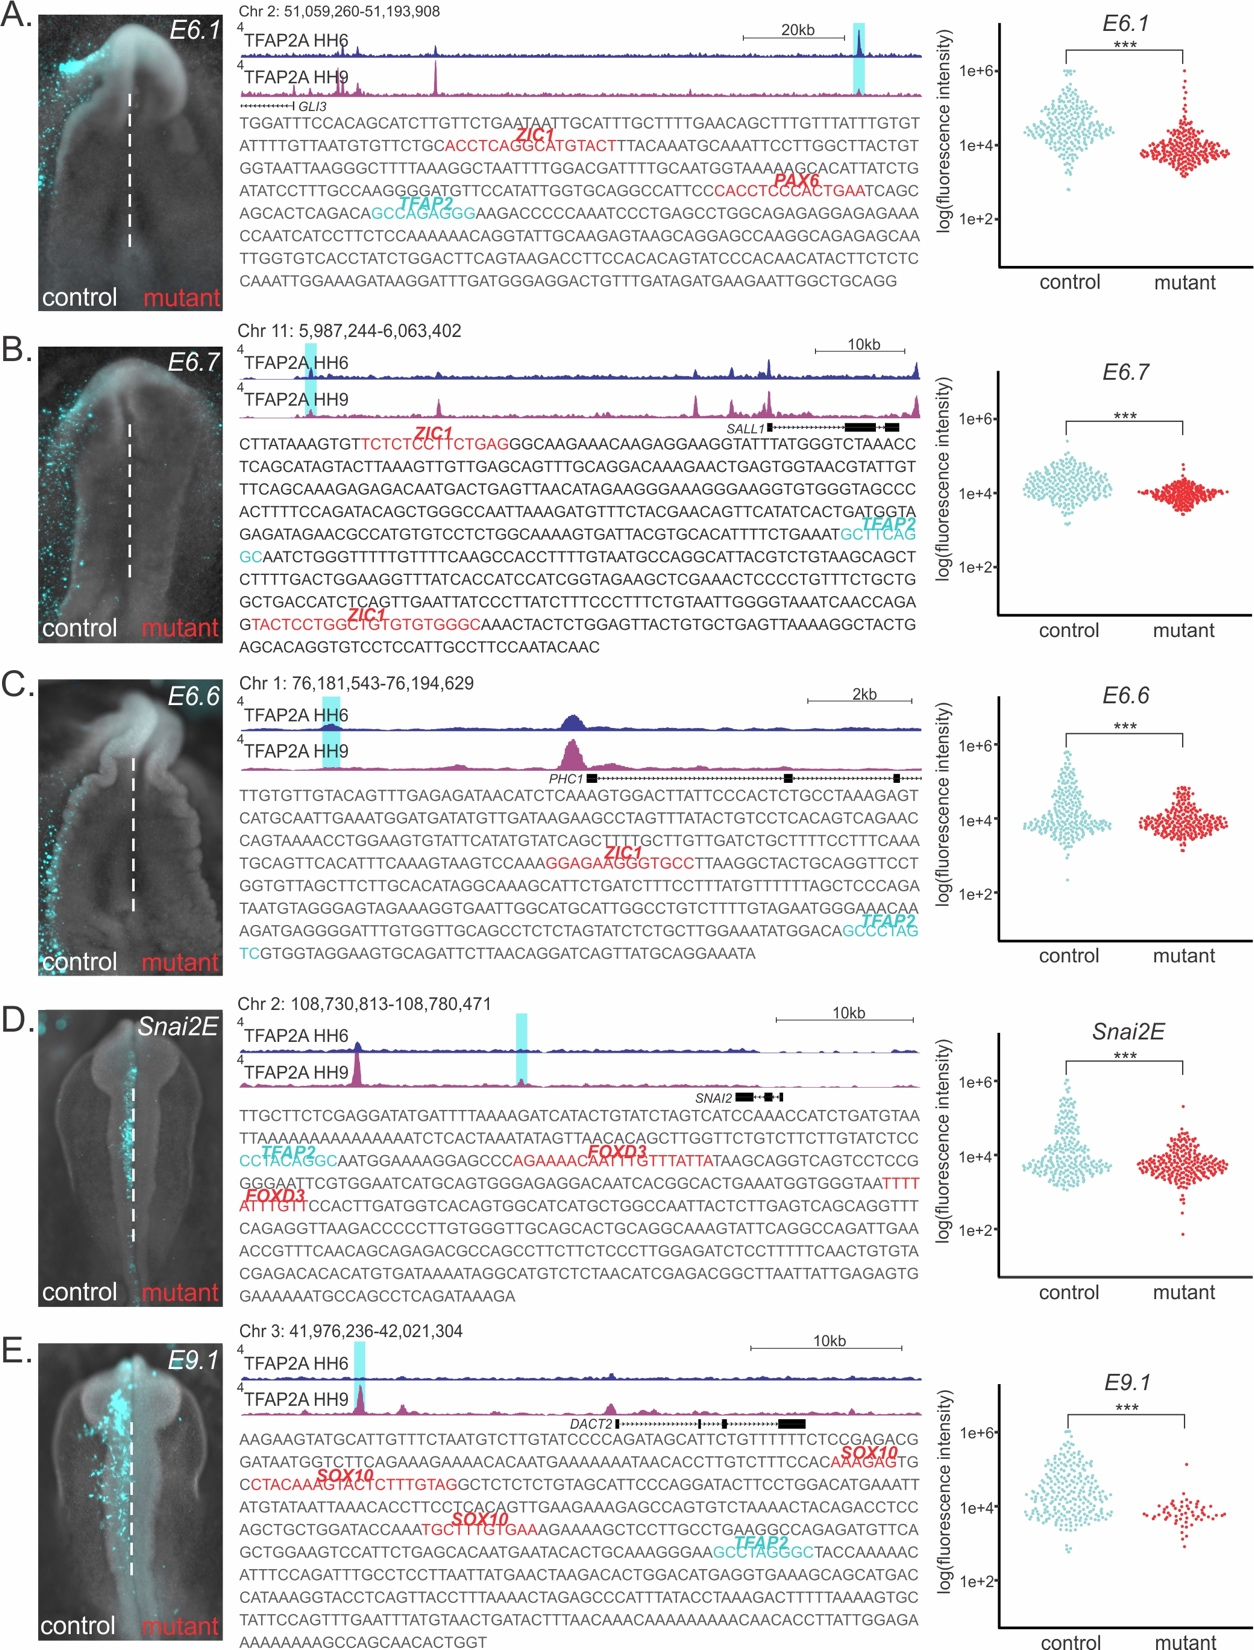 A.
E6.1
control mutant
Chr 2: 51,059,260-51,193,908
4
TFAP2A HH6
20kb
4
TFAP2A HH9
GLI3
TGGATTTCCACAGCATCTTGTTCTGAATAATTGCATTTGCTTTTGAACAGCTTTGTTTATTTGTGT
ZIC1
ATTTTGTTAATGTGTTCTGCACCTCAGGCATGTACTTTACAAATGCAAATTCCTTGGCTTACTGT
GGTAATTAAGGGCTTTTAAAGGCTAATTTTGGACGATTTTGCAATGGTAAAAAGCACATTATCTG
PAX6
ATATCCTTTGCCAAGGGGATGTTCCATATTGGTGCAGGCCATTCCCACCTCCCACTGAATCAGC
TFAP2
AGCACTCAGACAGCCAGAGGGAAGACCCCCAAATCCCTGAGCCTGGCAGAGAGGAGAGAAA
CCAATCATCCTTCTCCAAAAAACAGGTATTGCAAGAGTAAGCAGGAGCCAAGGCAGAGAGCAA
TTGGTGTCACCTATCTGGACTTCAGTAAGACCTTCCACACAGTATCCCACAACATACTTCTCTC
CAAATTGGAAAGATAAGGATTTGATGGGAGGACTGTTTGATAGATGAAGAATTGGCTGCAGG
E6.1
log(fluorescence intensity)
***
1e+6
1e+4
1e+2
control mutant
B.
E6.7
control mutant
Chr 11: 5,987,244-6,063,402
4
TFAP2A HH6
10kb
4
TFAP2A HH9
SALL1
ZIC1
CTTATAAAGTGTTCTCTCCTTCTGAGGGCAAGAAACAAGAGGAAGGTATTTATGGGTCTAAACC
TCAGCATAGTACTTAAAGTTGTTGAGCAGTTTGCAGGACAAAGAACTGAGTGGTAACGTATTGT
TTCAGCAAAGAGAGACAATGACTGAGTTAACATAGAAGGGAAAGGGAAGGTGTGGGTAGCCC
ACTTTTCCAGATACAGCTGGGCCAATTAAAGATGTTTCTACGAACAGTTCATATCACTGATGGTA
TFAP2
GAGATAGAACGCCATGTGTCCTCTGGCAAAAGTGATTACGTGCACATTTTCTGAAATGCTTCAG
GCAATCTGGGTTTTTGTTTTCAAGCCACCTTTTGTAATGCCAGGCATTACGTCTGTAAGCAGCT
CTTTTGACTGGAAGGTTTATCACCATCCATCGGTAGAAGCTCGAAACTCCCCTGTTTCTGCTG
GCTGACCATCTCAGTTGAATTATCCCTTATCTTTCCCTTTCTGTAATTGGGGTAAATCAACCAGA
ZIC1
GTACTCCTGGCTGTGTGTGGGCAAACTACTCTGGAGTTACTGTGCTGAGTTAAAAGGCTACTG
AGCACAGGTGTCCTCCATTGCCTTCCAATACAAC
E6.7
log(fluorescence intensity)
***
1e+6
1e+4
1e+2
control mutant
C.
E6.6
control mutant
Chr 1: 76,181,543-76,194,629
4
TFAP2A HH6
2kb
4
TFAP2A HH9
PHC1
TTGTGTTGTACAGTTTGAGAGATAACATCTCAAAGTGGACTTATTCCCACTCTGCCTAAAGAGT
CATGCAATTGAAATGGATGATATGTTGATAAGAAGCCTAGTTTATACTGTCCTCACAGTCAGAAC
CAGTAAAACCTGGAAGTGTATTCATATGTATCAGCTTTTGCTTGTTGATCTGCTTTTCCTTTCAAA
ZIC1
TGCAGTTCACATTTCAAAGTAAGTCCAAAGGAGAAGGGTGCCTTAAGGCTACTGCAGGTTCCT
GGTGTTAGCTTCTTGCACATAGGCAAAGCATTCTGATCTTTCCTTTATGTTTTTTAGCTCCCAGA
TAATGTAGGGAGTAGAAAGGTGAATTGGCATGCATTGGCCTGTCTTTTGTAGAATGGGAAACAA
TFAP2
AGATGAGGGGATTTGTGGTTGCAGCCTCTCTAGTATCTCTGCTTGGAAATATGGACAGCCCTAG
TCGTGGTAGGAAGTGCAGATTCTTAACAGGATCAGTTATGCAGGAAATA
E6.6
log(fluorescence intensity)
***
1e+6
1e+4
1e+2
control mutant
D.
Snai2E
control mutant
Chr 2: 108,730,813-108,780,471
4
TFAP2A HH6
10kb
4
TFAP2A HH9
SNAI2
TTGCTTCTCGAGGATATGATTTTAAAAGATCATACTGTATCTAGTCATCCAAACCATCTGATGTAA
TTAAAAAAAAAAAAAAATCTCACTAAATATAGTTAACACAGCTTGGTTCTGTCTTCTTGTATCTCC
TFAP2 FOXD3
CCTACAGGCAATGGAAAAGGAGCCCAGAAAACAATTTGTTTATTATAAGCAGGTCAGTCCTCCG
GGGAATTCGTGGAATCATGCAGTGGGAGAGGACAATCACGGCACTGAAATGGTGGGTAATTTT
FOXD3
ATTTGTTCCACTTGATGGTCACAGTGGCATCATGCTGGCCAATTACTCTTGAGTCAGCAGGTTT
CAGAGGTTAAGACCCCCTTGTGGGTTGCAGCACTGCAGGCAAAGTATTCAGGCCAGATTGAA
ACCGTTTCAACAGCAGAGACGCCAGCCTTCTTCTCCCTTGGAGATCTCCTTTTTCAACTGTGTA
CGAGACACACATGTGATAAAATAGGCATGTCTCTAACATCGAGACGGCTTAATTATTGAGAGTG
GAAAAAATGCCAGCCTCAGATAAAGA
Snai2E
log(fluorescence intensity)
***
1e+6
1e+4
1e+2
control mutant
E.
E9.1
control mutant
Chr 3: 41,976,236-42,021,304
4
TFAP2A HH6
10kb
4
TFAP2A HH9
DACT2
AAGAAGTATGCATTGTTTCTAATGTCTTGTATCCCCAGATAGCATTCTGTTTTTTCTCCGAGACG
SOX10
GATAATGGTCTTCAGAAAGAAAACACAATGAAAAAAATAACACCTTGTCTTTCCACAAAGAGTG
SOX10
CCTACAAAGTACTCTTTGTAGGCTCTCTCTGTAGCATTCCCAGGATACTTCCTGGACATGAAATT
ATGTATAATTAAACACCTTCCTCACAGTTGAAGAAAGAGCCAGTGTCTAAAACTACAGACCTCC
SOX10
AGCTGCTGGATACCAAATGCTTTGTGAAAGAAAAGCTCCTTGCCTGAAGGCCAGAGATGTTCA
TFAP2
GCTGGAAGTCCATTCTGAGCACAATGAATACACTGCAAAGGGAAGCCTAGGGCTACCAAAAAC
ATTTCCAGATTTGCCTCCTTAATTATGAACTAAGACACTGGACATGAGGTGAAAGCAGCATGAC
CATAAAGGTACCTCAGTTACCTTTAAAACTAGAGCCCATTTATACCTAAAGACTTTTTAAAAGTGC
TATTCCAGTTTGAATTTATGTAACTGATACTTTAACAAACAAAAAAAAACAACACCTTATTGGAGA
AAAAAAAAGCCAGCAACACTGGT
E9.1
log(fluorescence intensity)
***
1e+6
1e+4
1e+2
control mutant